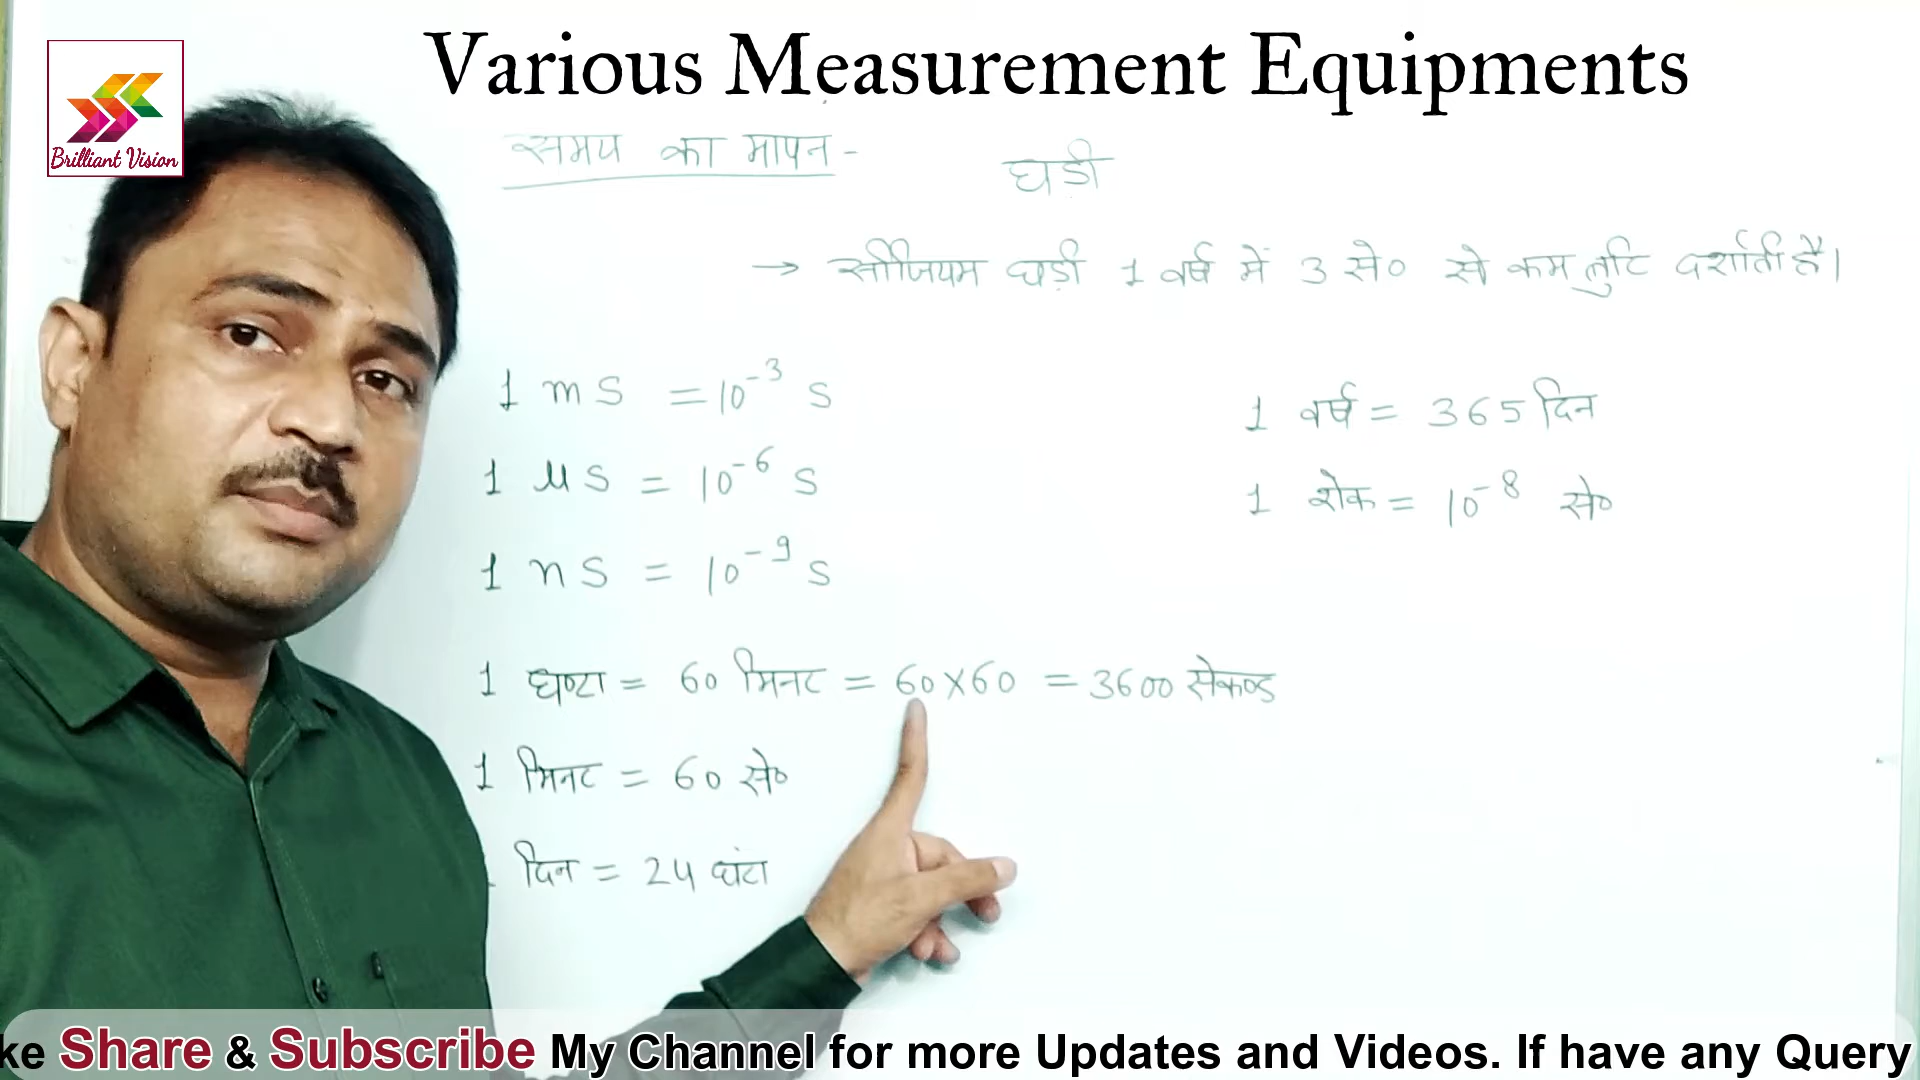 Various Measurement Equipments
Brilliant Vision
समय का मापन -
घड़ी
→ सीजियम घड़ी 1 वर्ष में 3 से० से कम त्रुटि दर्शाती है।
1 mS = 10⁻³ S
1 वर्ष = 365 दिन
1 μS = 10⁻⁶ S
1 शेक = 10⁻⁸ से०
1 nS = 10⁻⁹ S
1 घण्टा = 60 मिनट = 60x60 = 3600 सेकण्ड
1 मिनट = 60 से०
दिन = 24 घंटा
ke Share & Subscribe My Channel for more Updates and Videos. If have any Query